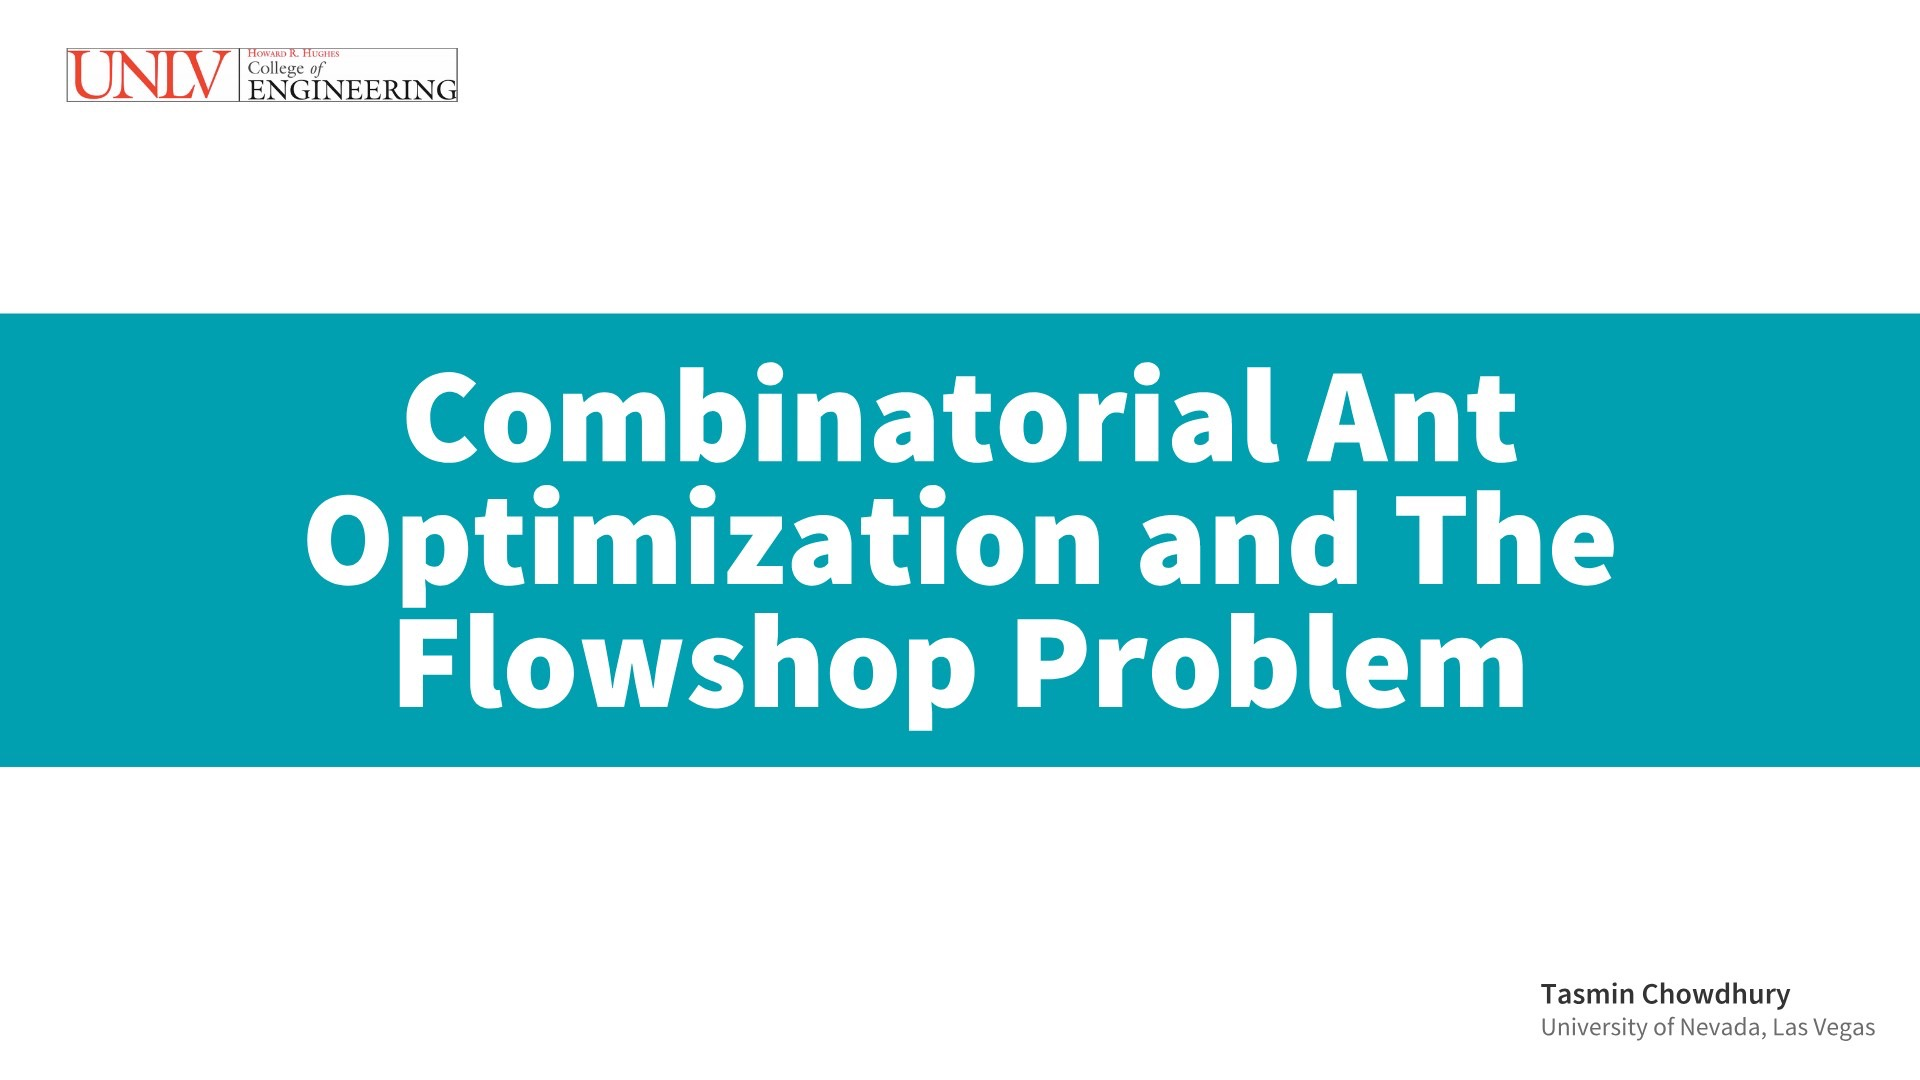 UNLV
HOWARD R. HUGHES
College of
ENGINEERING
Combinatorial Ant
Optimization and The
Flowshop Problem
Tasmin Chowdhury
University of Nevada, Las Vegas